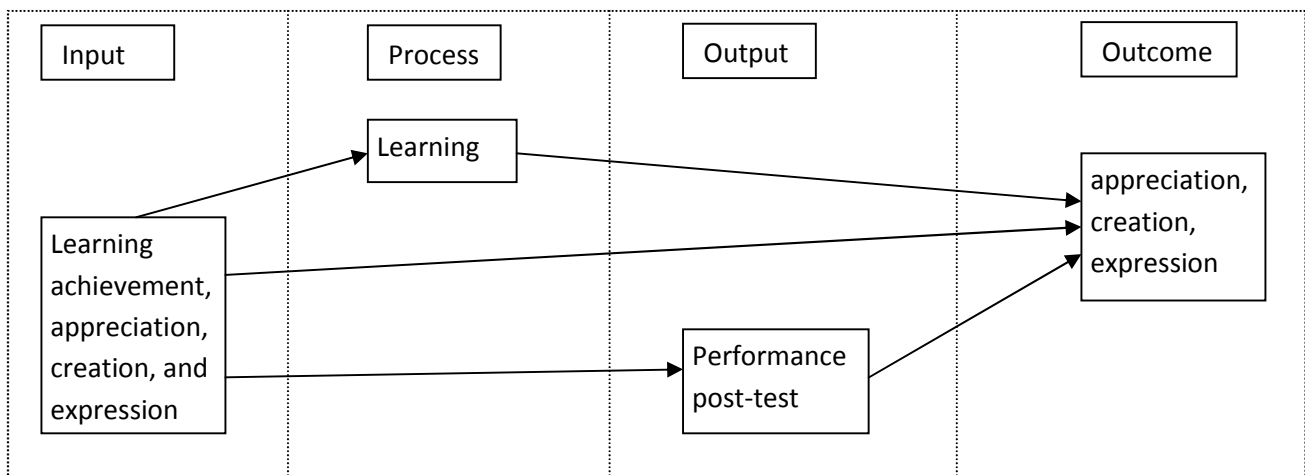 Input
Process
Output
Outcome
Learning
appreciation,
creation,
expression
Learning
achievement,
appreciation,
creation, and
expression
Performance
post-test